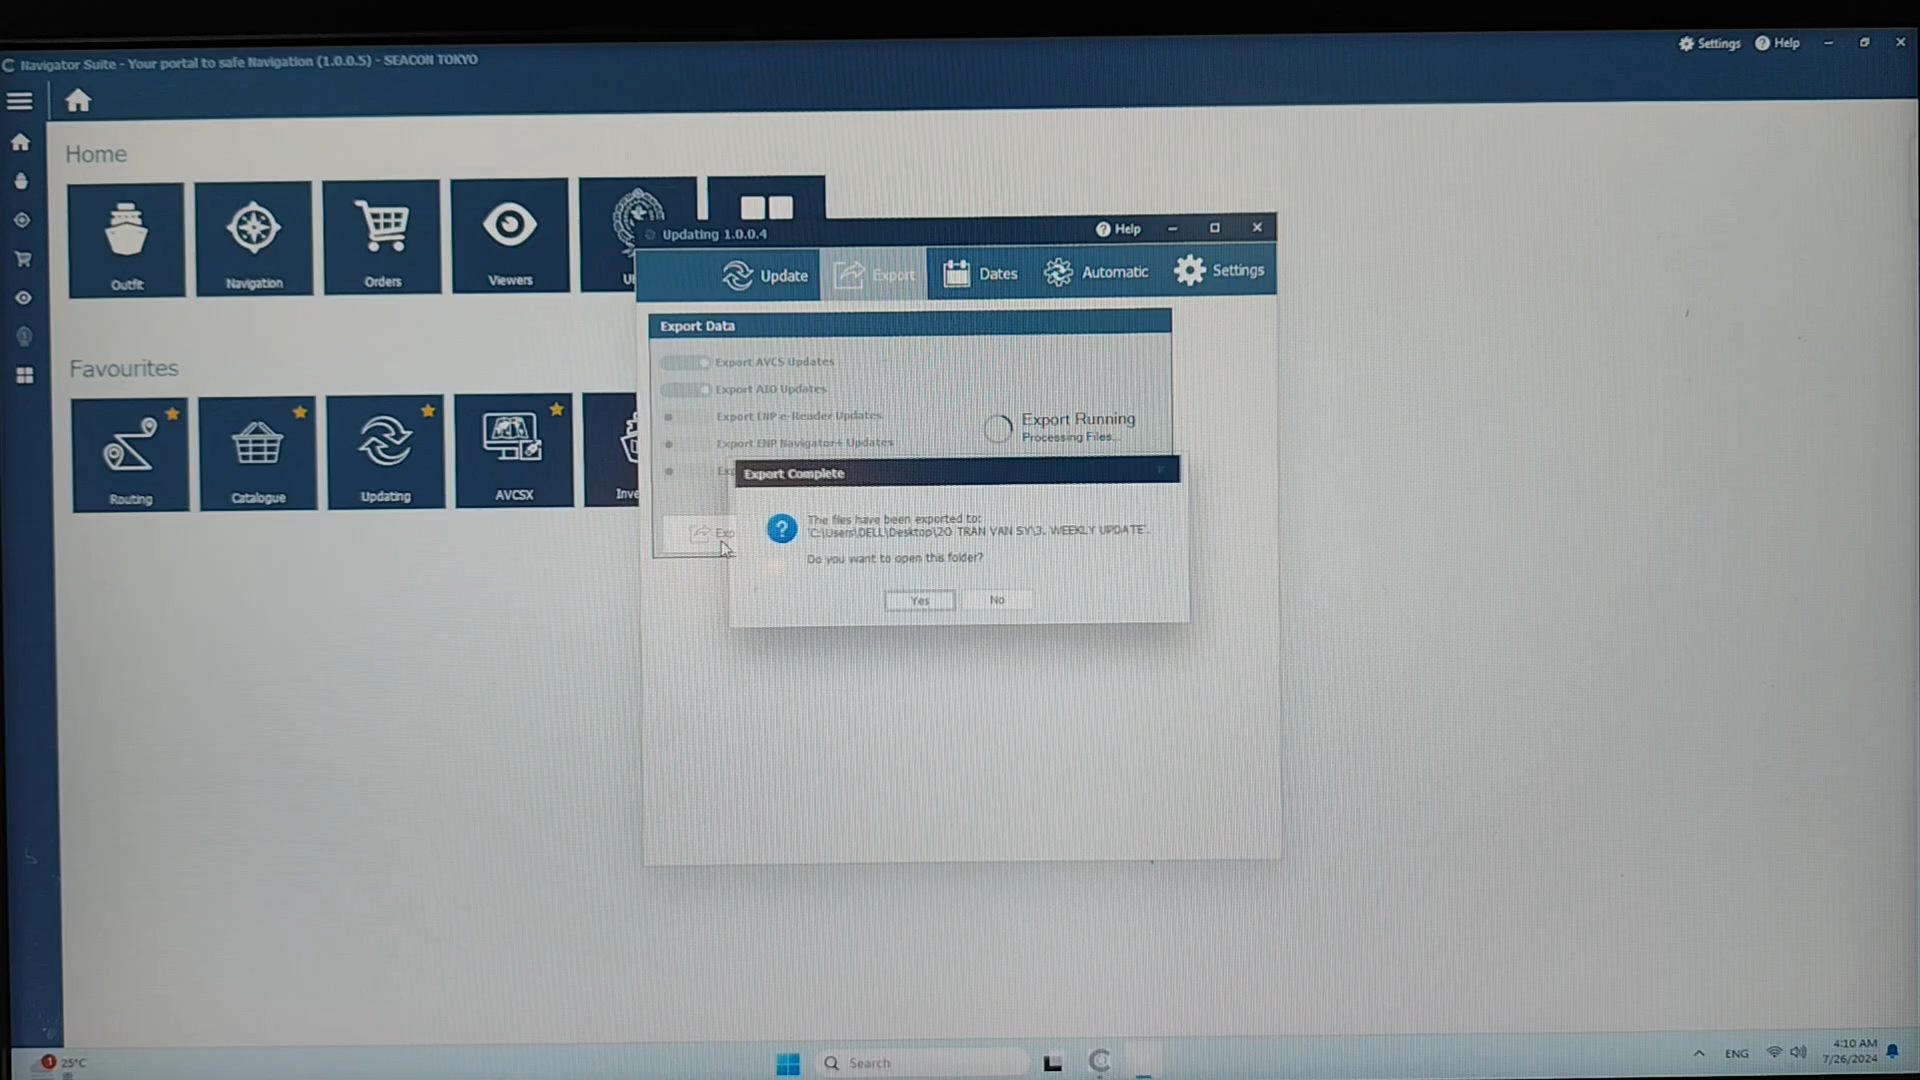 Navigator Suite - Your portal to safe Navigation (1.0.0.5) - SEACON TOKYO
Settings
Help
Home
Outfit
Navigation
Orders
Viewers
Favourites
Routing
Catalogue
Updating
AVCSX
Updating 1.0.0.4
Help
Update
Export
Dates
Automatic
Settings
Export Data
Export AVCS Updates
Export AIO Updates
Export ENP e-Reader Updates
Export ENP Navigator+ Updates
Export Running
Processing Files...
Export Complete
The files have been exported to:
'C:\Users\DELL\Desktop\2O TRAN VAN SY\3. WEEKLY UPDATE'.
Do you want to open this folder?
Yes
No
1
25°C
Search
ENG
4:10 AM
7/26/2024